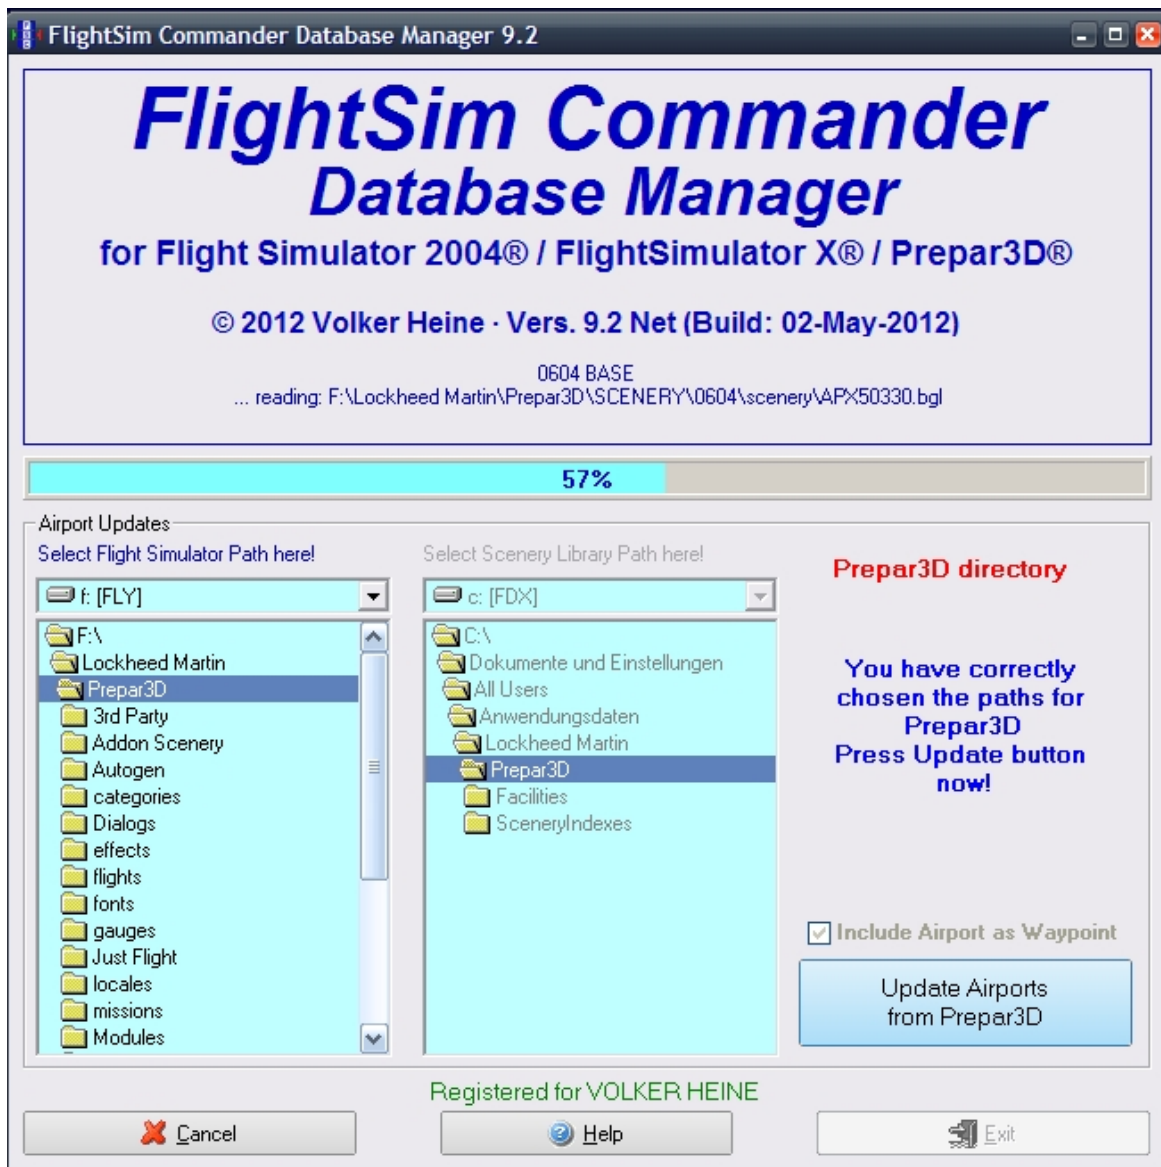 FlightSim Commander Database Manager 9.2
FlightSim Commander
Database Manager
for Flight Simulator 2004® / FlightSimulator X® / Prepar3D®
© 2012 Volker Heine · Vers. 9.2 Net (Build: 02-May-2012)
0604 BASE
... reading: F:\Lockheed Martin\Prepar3D\SCENERY\0604\scenery\APX50330.bgl
57%
Airport Updates
Select Flight Simulator Path here!
f: [FLY]
F:\
Lockheed Martin
Prepar3D
3rd Party
Addon Scenery
Autogen
categories
Dialogs
effects
flights
fonts
gauges
Just Flight
locales
missions
Modules
Select Scenery Library Path here!
c: [FDX]
C:\
Dokumente und Einstellungen
All Users
Anwendungsdaten
Lockheed Martin
Prepar3D
Facilities
SceneryIndexes
Prepar3D directory
You have correctly
chosen the paths for
Prepar3D
Press Update button
now!
Include Airport as Waypoint
Update Airports
from Prepar3D
Registered for VOLKER HEINE
Cancel
Help
Exit